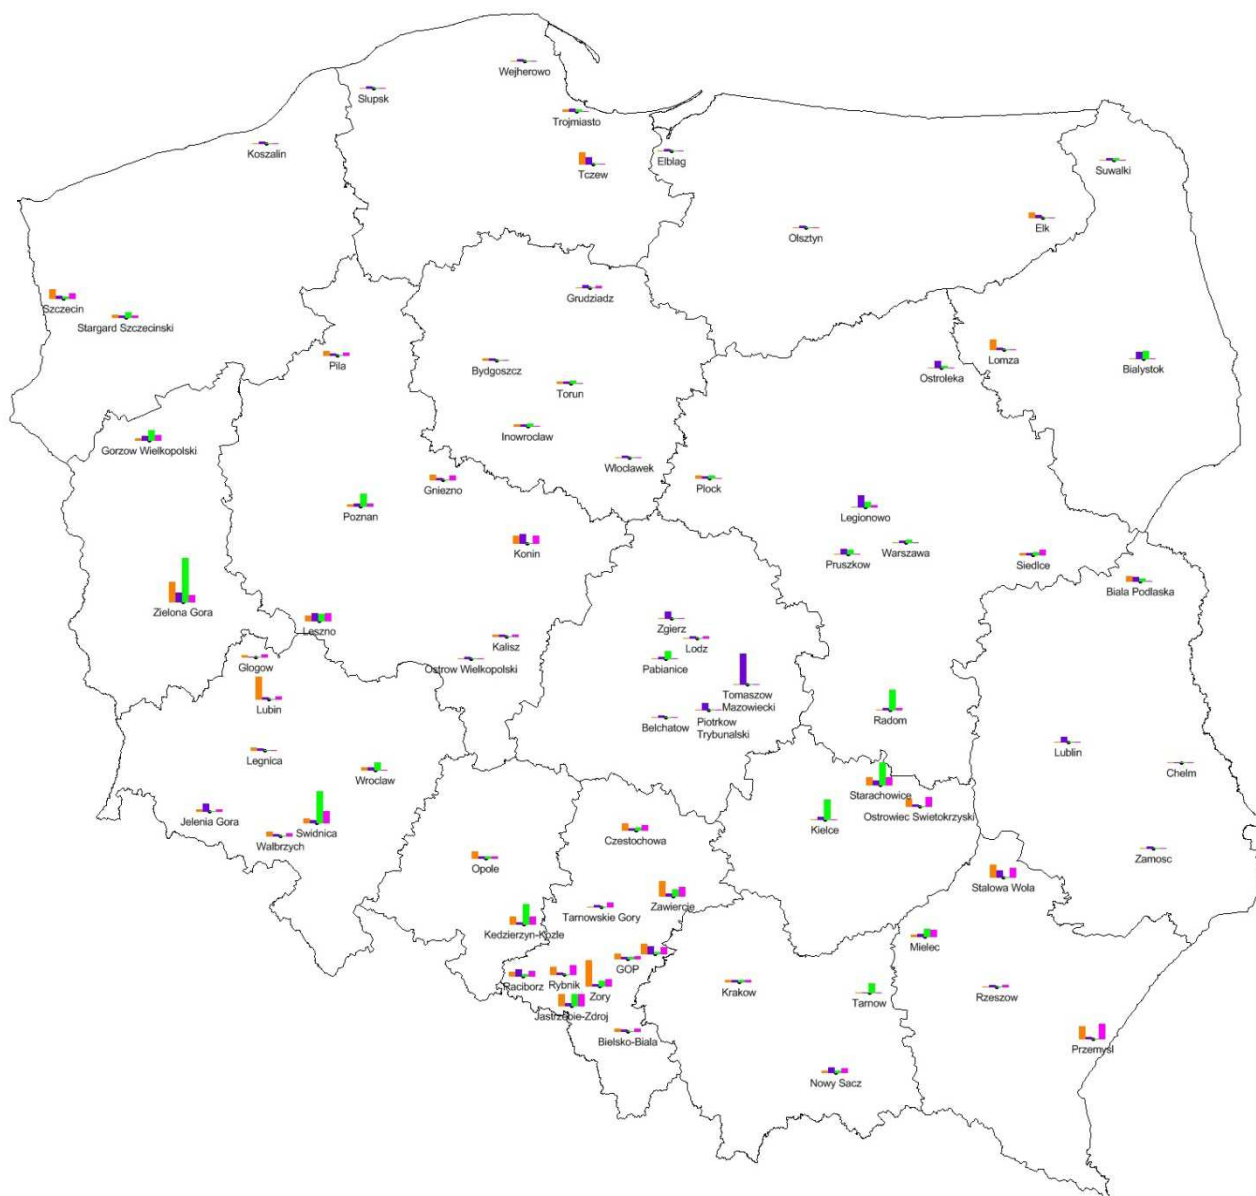 Wejherowo
Slupsk
Trojmiasto
Koszalin
Elblag
Tczew
Suwalki
Elk
Olsztyn
Grudziadz
Szczecin
Stargard Szczecinski
Pila
Bydgoszcz
Torun
Lomza
Ostroleka
Bialystok
Gorzow Wielkopolski
Inowroclaw
Wloclawek
Gniezno
Plock
Poznan
Legionowo
Konin
Warszawa
Pruszkow
Siedlce
Biala Podlaska
Zielona Gora
Leszno
Zgierz
Kalisz
Lodz
Ostrow Wielkopolski
Pabianice
Glogow
Tomaszow
Mazowiecki
Lubin
Belchatow
Piotrkow
Trybunalski
Radom
Lublin
Legnica
Chelm
Wroclaw
Starachowice
Jelenia Gora
Swidnica
Ostrowiec Swietokrzyski
Kielce
Walbrzych
Czestochowa
Zamosc
Opole
Stalowa Wola
Zawiercie
Tarnowskie Gory
Kedzierzyn-Kozle
Mielec
GOP
Raciborz
Rybnik
Zory
Krakow
Tarnow
Rzeszow
Jastrzebie-Zdroj
Bielsko-Biala
Przemysl
Nowy Sacz